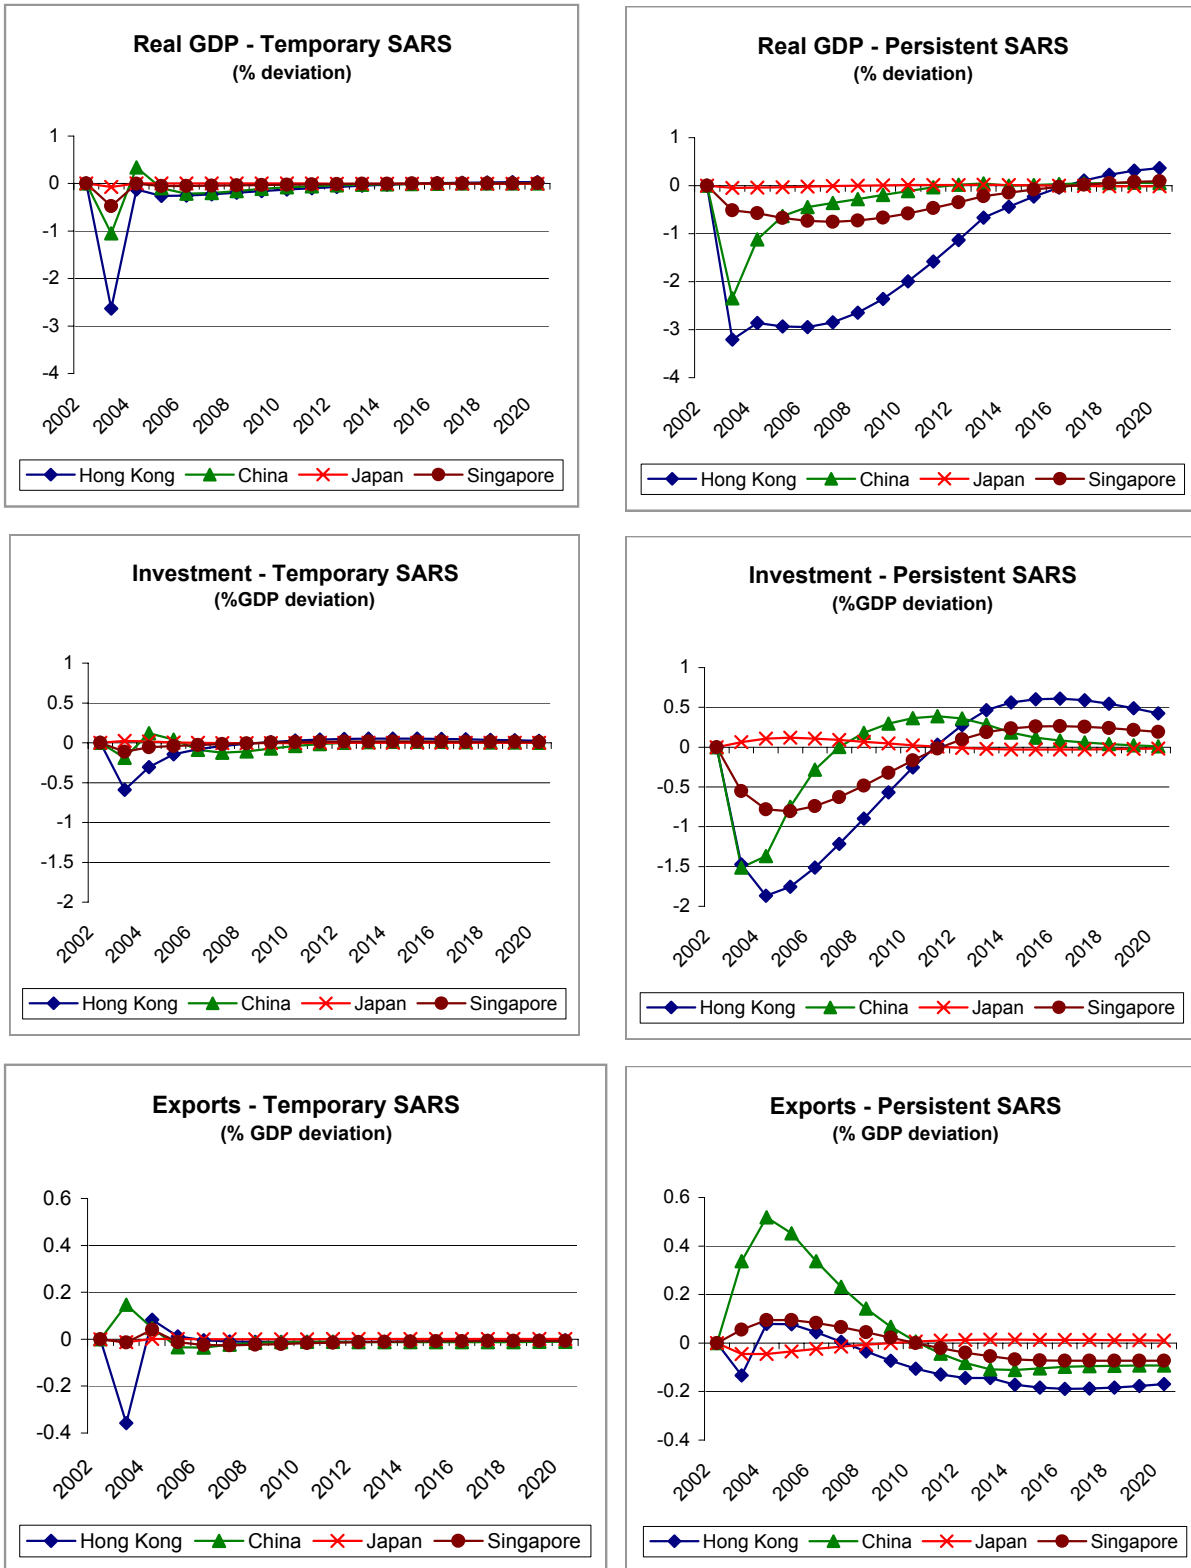 Real GDP - Temporary SARS
(% deviation)
1
0
-1
-2
-3
-4
2002 2004 2006 2008 2010 2012 2014 2016 2018 2020
Hong Kong China Japan Singapore
Real GDP - Persistent SARS
(% deviation)
1
0
-1
-2
-3
-4
2002 2004 2006 2008 2010 2012 2014 2016 2018 2020
Hong Kong China Japan Singapore
Investment - Temporary SARS
(%GDP deviation)
1
0.5
0
-0.5
-1
-1.5
-2
2002 2004 2006 2008 2010 2012 2014 2016 2018 2020
Hong Kong China Japan Singapore
Investment - Persistent SARS
(%GDP deviation)
1
0.5
0
-0.5
-1
-1.5
-2
2002 2004 2006 2008 2010 2012 2014 2016 2018 2020
Hong Kong China Japan Singapore
Exports - Temporary SARS
(% GDP deviation)
0.6
0.4
0.2
0
-0.2
-0.4
2002 2004 2006 2008 2010 2012 2014 2016 2018 2020
Hong Kong China Japan Singapore
Exports - Persistent SARS
(% GDP deviation)
0.6
0.4
0.2
0
-0.2
-0.4
2002 2004 2006 2008 2010 2012 2014 2016 2018 2020
Hong Kong China Japan Singapore